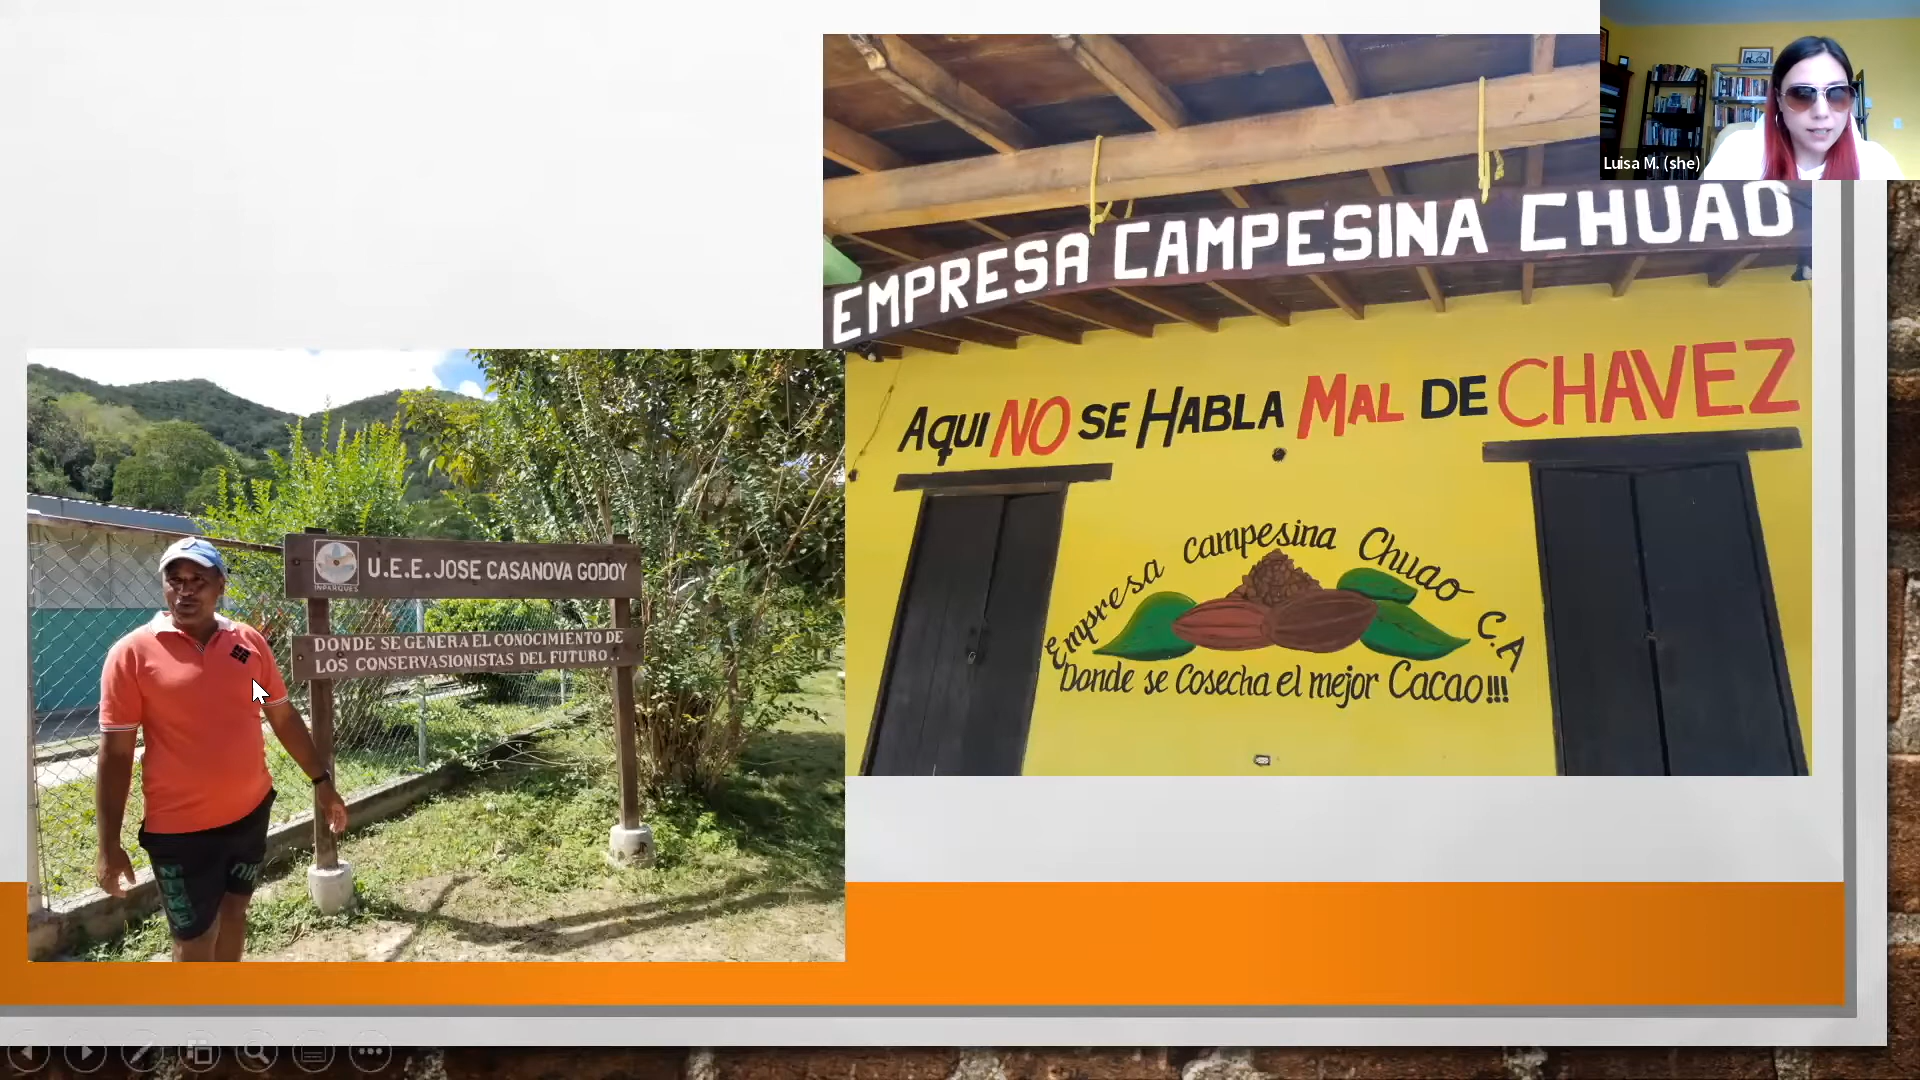 Luisa M. (she)
EMPRESA CAMPESINA CHUAO
AQUI NO SE HABLA MAL DE CHAVEZ
Empresa campesina Chuao C.A
Donde se Cosecha el mejor Cacao!!!
INPARQUES
U.E.E. JOSE CASANOVA GODOY
DONDE SE GENERA EL CONOCIMIENTO DE
LOS CONSERVASIONISTAS DEL FUTURO..